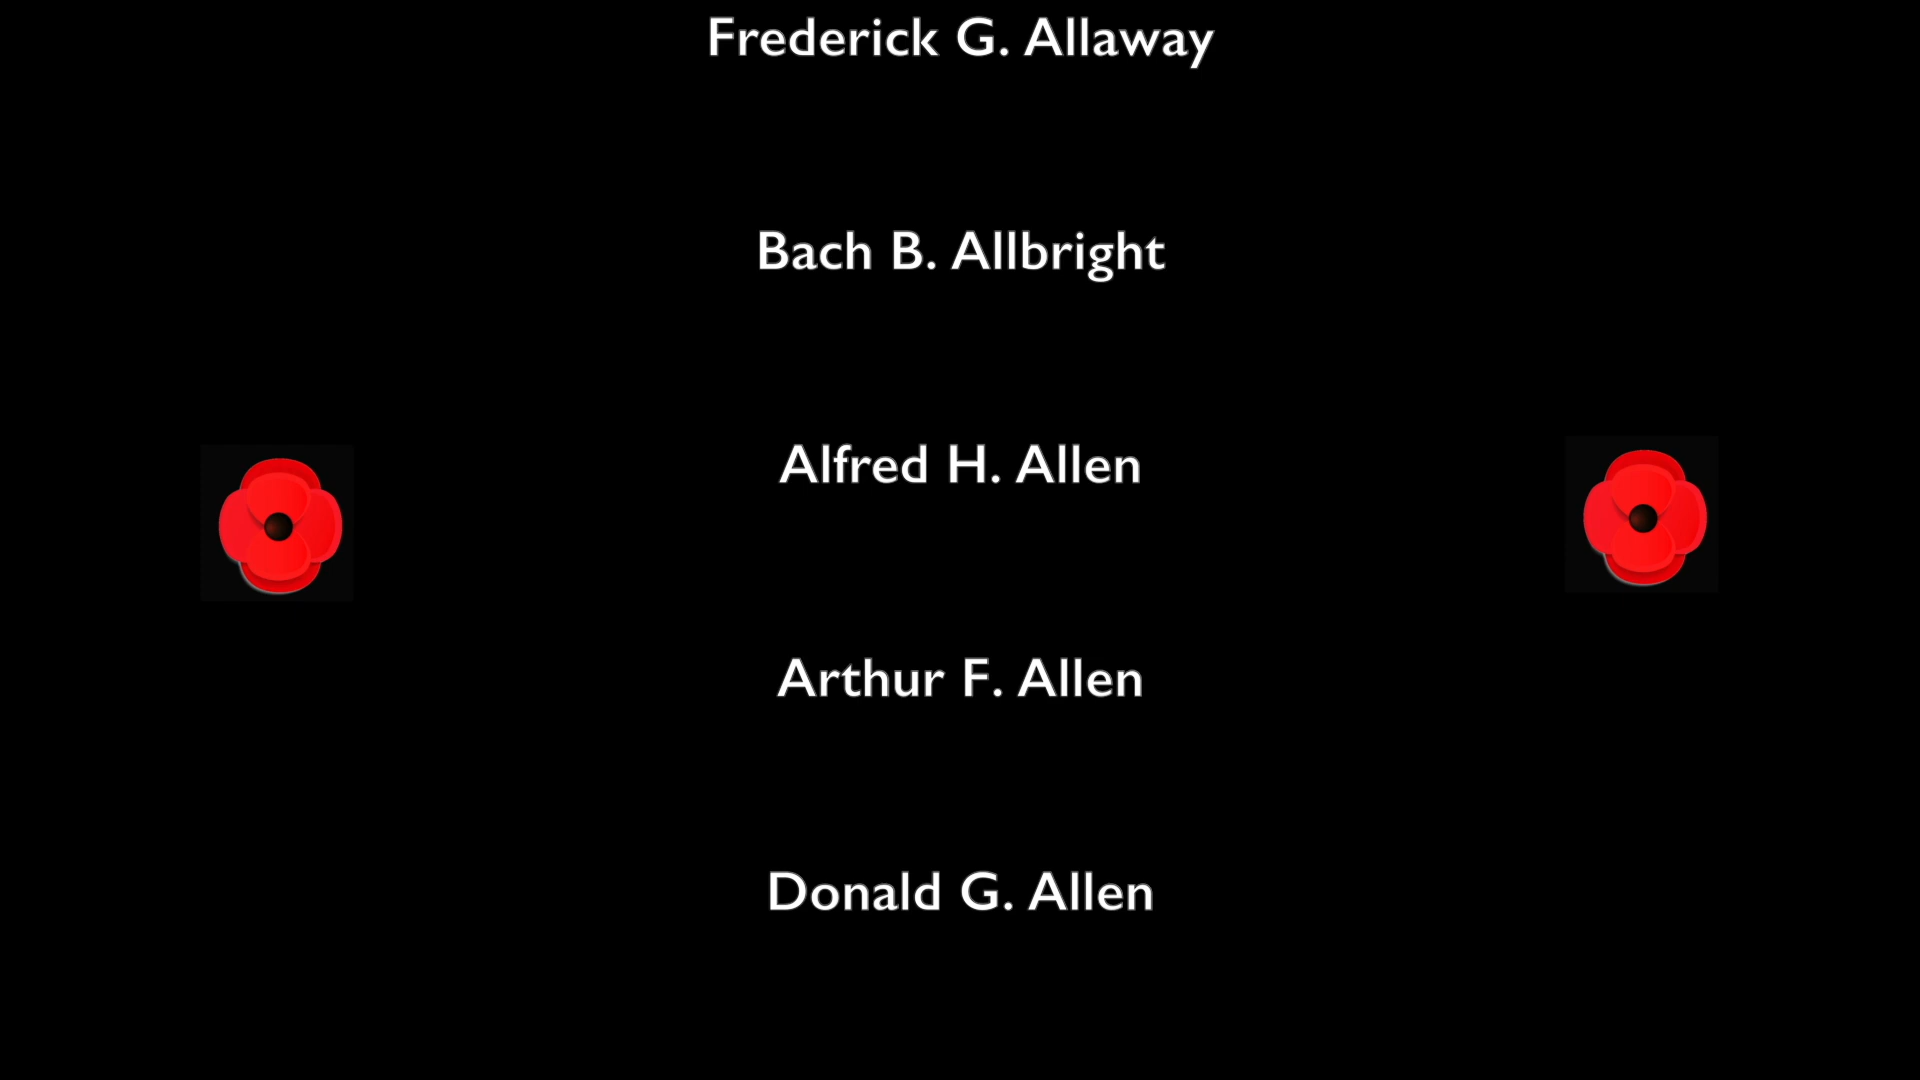 Frederick G. Allaway
Bach B. Allbright
Alfred H. Allen
Arthur F. Allen
Donald G. Allen